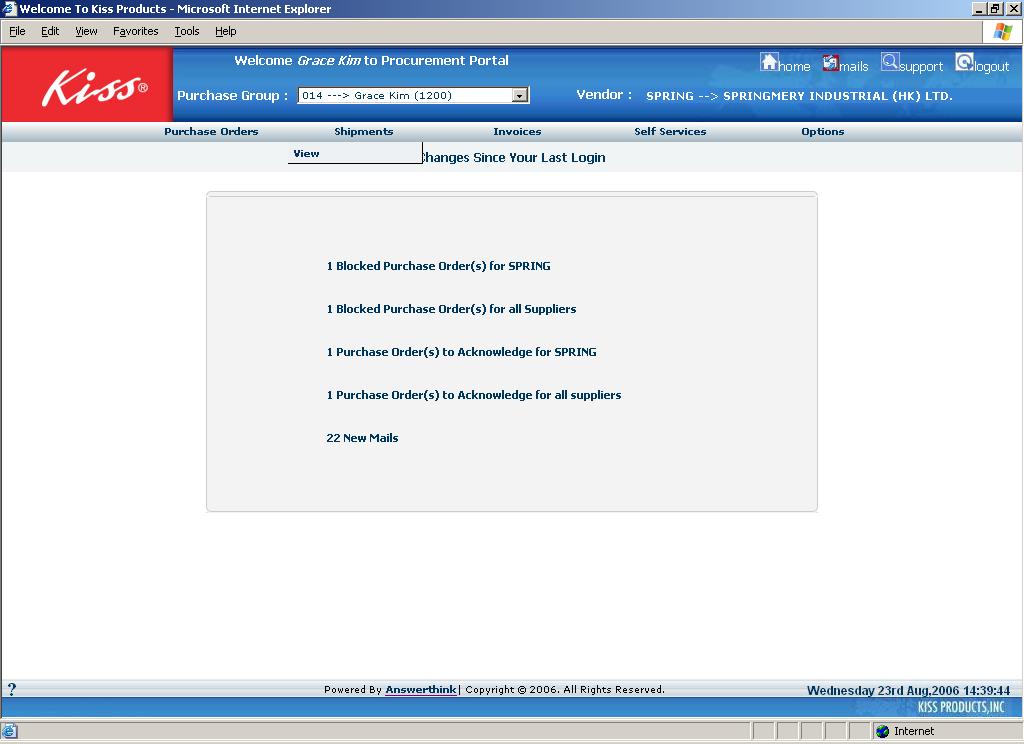 Welcome To Kiss Products - Microsoft Internet Explorer
File Edit View Favorites Tools Help
Kiss®
Welcome Grace Kim to Procurement Portal
home mails support logout
Purchase Group : 014 ---> Grace Kim (1200) Vendor : SPRING --> SPRINGMERY INDUSTRIAL (HK) LTD.
Purchase Orders Shipments Invoices Self Services Options
View
Changes Since Your Last Login
1 Blocked Purchase Order(s) for SPRING
1 Blocked Purchase Order(s) for all Suppliers
1 Purchase Order(s) to Acknowledge for SPRING
1 Purchase Order(s) to Acknowledge for all suppliers
22 New Mails
? Powered By Answerthink| Copyright © 2006. All Rights Reserved. Wednesday 23rd Aug,2006 14:39:44
KISS PRODUCTS,INC
Internet